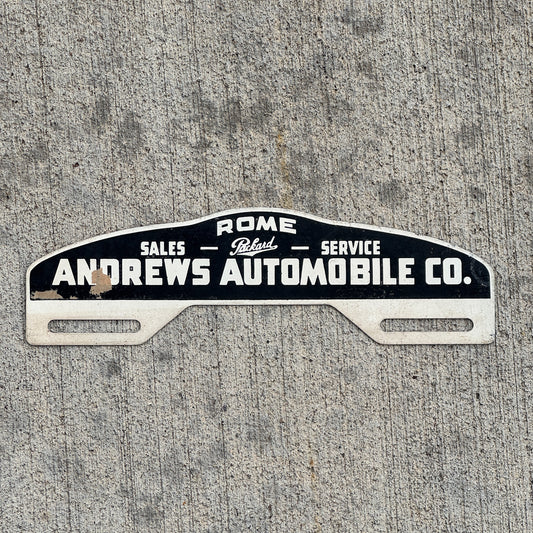 ROME
SALES — Packard — SERVICE
ANDREWS AUTOMOBILE CO.